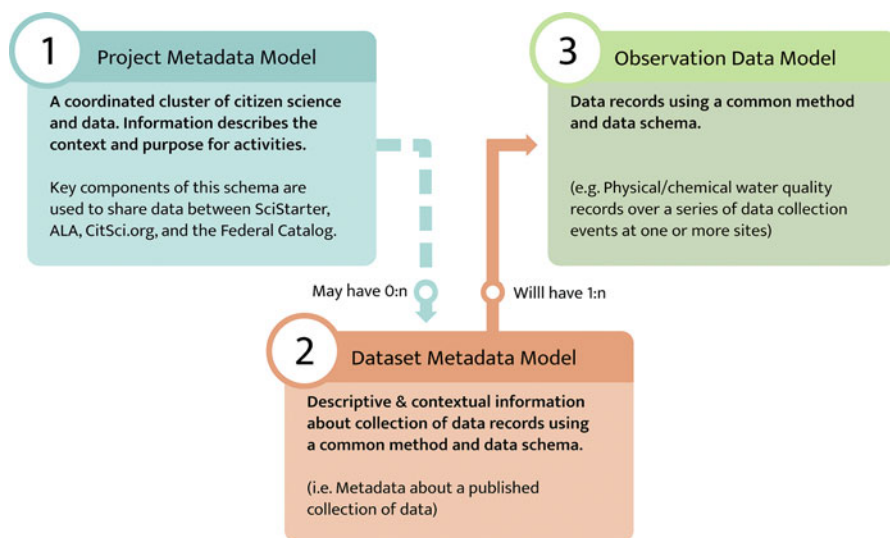 1
Project Metadata Model
A coordinated cluster of citizen science
and data. Information describes the
context and purpose for activities.
Key components of this schema are
used to share data between SciStarter,
ALA, CitSci.org, and the Federal Catalog.
3
Observation Data Model
Data records using a common method
and data schema.
(e.g. Physical/chemical water quality
records over a series of data collection
events at one or more sites)
May have 0:n
Willl have 1:n
2
Dataset Metadata Model
Descriptive & contextual information
about collection of data records using
a common method and data schema.
(i.e. Metadata about a published
collection of data)